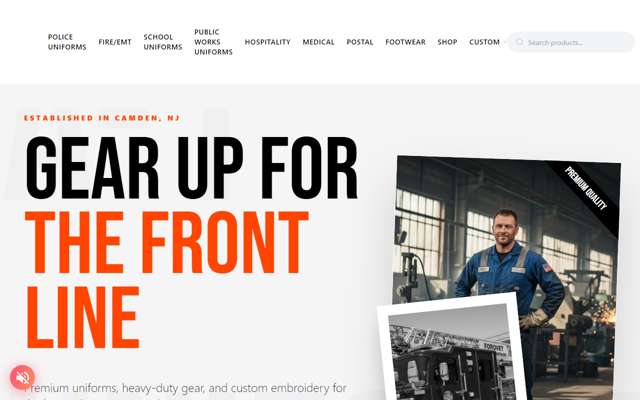 POLICE
UNIFORMS
FIRE/EMT
SCHOOL
UNIFORMS
PUBLIC
WORKS
UNIFORMS
HOSPITALITY
MEDICAL
POSTAL
FOOTWEAR
SHOP
CUSTOM
Search products...
ESTABLISHED IN CAMDEN, NJ
GEAR UP FOR
THE FRONT
LINE
PREMIUM QUALITY
Premium uniforms, heavy-duty gear, and custom embroidery for